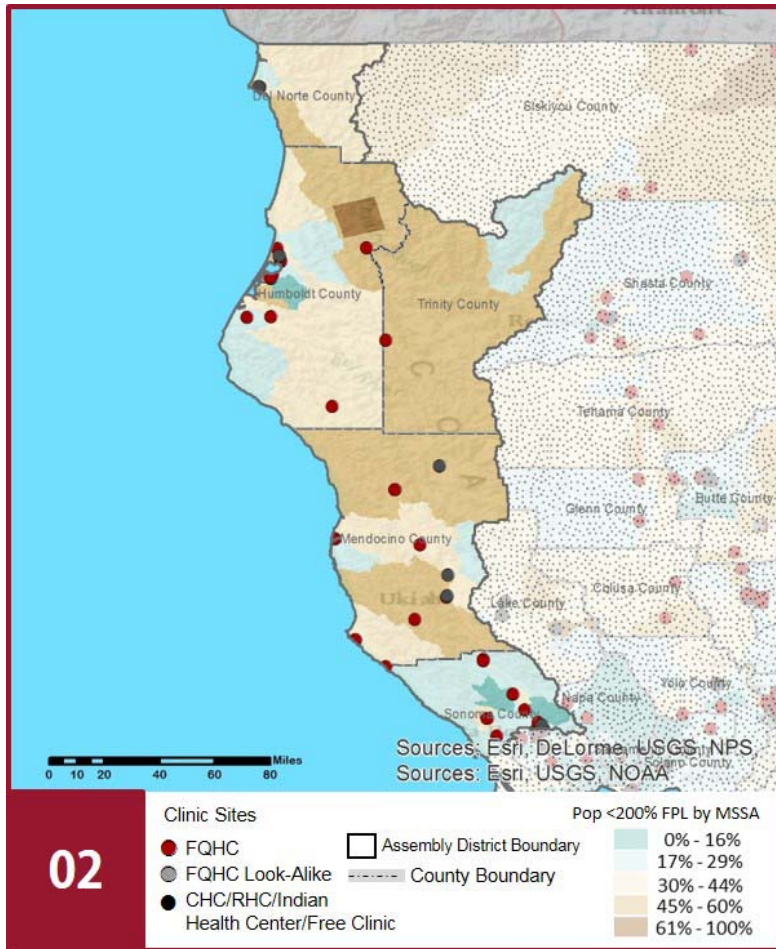 Altamont
Del Norte County
Siskiyou County
Humboldt County
Trinity County
Shasta County
Tehama County
Glenn County
Butte County
Mendocino County
Ukiah
Lake County
Colusa County
Sonoma County
Napa County
Yolo County
Solano County
Sources: Esri, DeLorme, USGS, NPS
Sources: Esri, USGS, NOAA
Miles
0 10 20 40 60 80
02
Clinic Sites
FQHC
FQHC Look-Alike
CHC/RHC/Indian
Health Center/Free Clinic
Assembly District Boundary
County Boundary
Pop <200% FPL by MSSA
0% - 16%
17% - 29%
30% - 44%
45% - 60%
61% - 100%